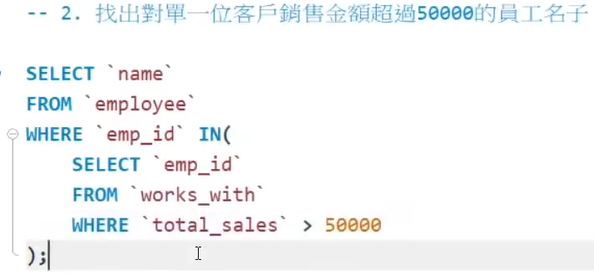 -- 2. 找出對單一位客戶銷售金額超過50000的員工名子
SELECT `name`
FROM `employee`
WHERE `emp_id` IN(
SELECT `emp_id`
FROM `works_with`
WHERE `total_sales` > 50000
);